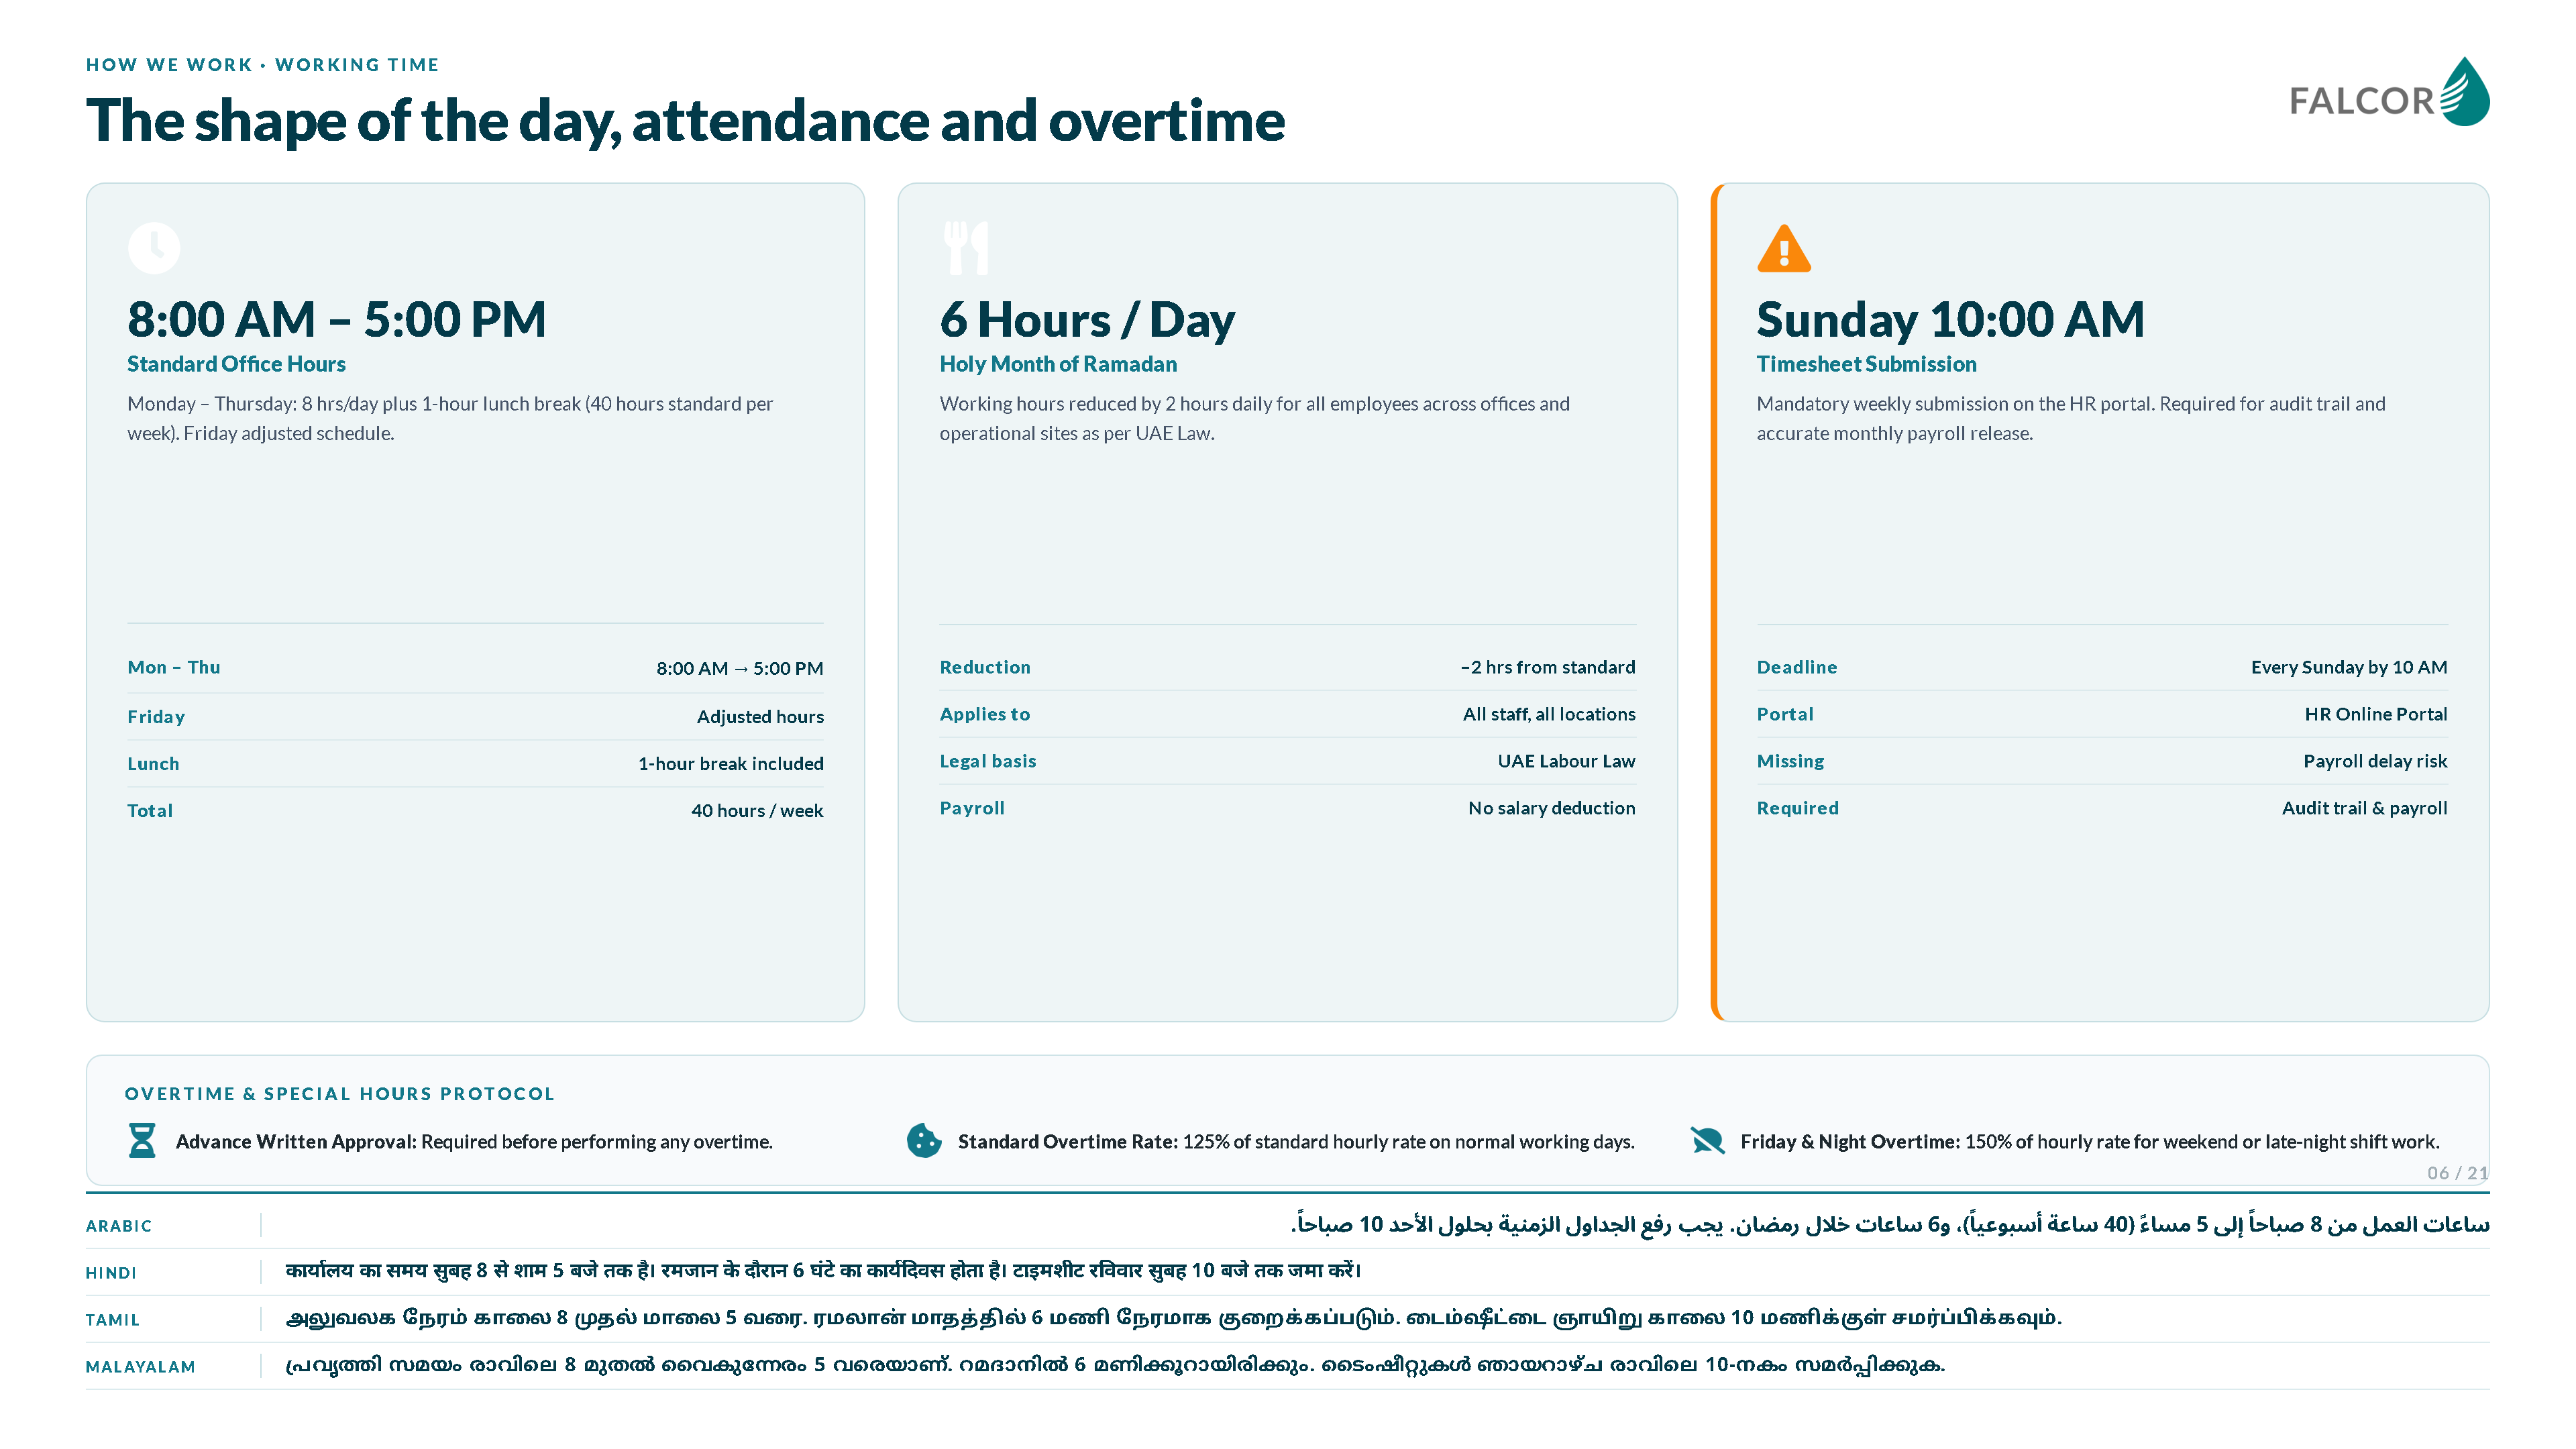 HOW WE WORK · WORKING TIME
The shape of the day, attendance and overtime
FALCOR
8:00 AM – 5:00 PM
Standard Office Hours
Monday – Thursday: 8 hrs/day plus 1-hour lunch break (40 hours standard per
week). Friday adjusted schedule.
Mon – Thu 8:00 AM → 5:00 PM
Friday Adjusted hours
Lunch 1-hour break included
Total 40 hours / week
6 Hours / Day
Holy Month of Ramadan
Working hours reduced by 2 hours daily for all employees across offices and
operational sites as per UAE Law.
Reduction −2 hrs from standard
Applies to All staff, all locations
Legal basis UAE Labour Law
Payroll No salary deduction
Sunday 10:00 AM
Timesheet Submission
Mandatory weekly submission on the HR portal. Required for audit trail and
accurate monthly payroll release.
Deadline Every Sunday by 10 AM
Portal HR Online Portal
Missing Payroll delay risk
Required Audit trail & payroll
OVERTIME & SPECIAL HOURS PROTOCOL
Advance Written Approval: Required before performing any overtime.
Standard Overtime Rate: 125% of standard hourly rate on normal working days.
Friday & Night Overtime: 150% of hourly rate for weekend or late-night shift work.
06 / 21
ARABIC ساعات العمل من 8 صباحاً إلى 5 مساءً (40 ساعة أسبوعياً)، و6 ساعات خلال رمضان. يجب رفع الجداول الزمنية بحلول الأحد 10 صباحاً.
HINDI कार्यालय का समय सुबह 8 से शाम 5 बजे तक है। रमजान के दौरान 6 घंटे का कार्यदिवस होता है। टाइमशीट रविवार सुबह 10 बजे तक जमा करें।
TAMIL அலுவலக நேரம் காலை 8 முதல் மாலை 5 வரை. ரமலான் மாதத்தில் 6 மணி நேரமாக குறைக்கப்படும். டைம்ஷீட்டை ஞாயிறு காலை 10 மணிக்குள் சமர்ப்பிக்கவும்.
MALAYALAM പ്രവൃത്തി സമയം രാവിലെ 8 മുതൽ വൈകുന്നേരം 5 വരെയാണ്. റമദാനിൽ 6 മണിക്കൂറായിരിക്കും. ടൈംഷീറ്റുകൾ ഞായറാഴ്ച രാവിലെ 10-നകം സമർപ്പിക്കുക.